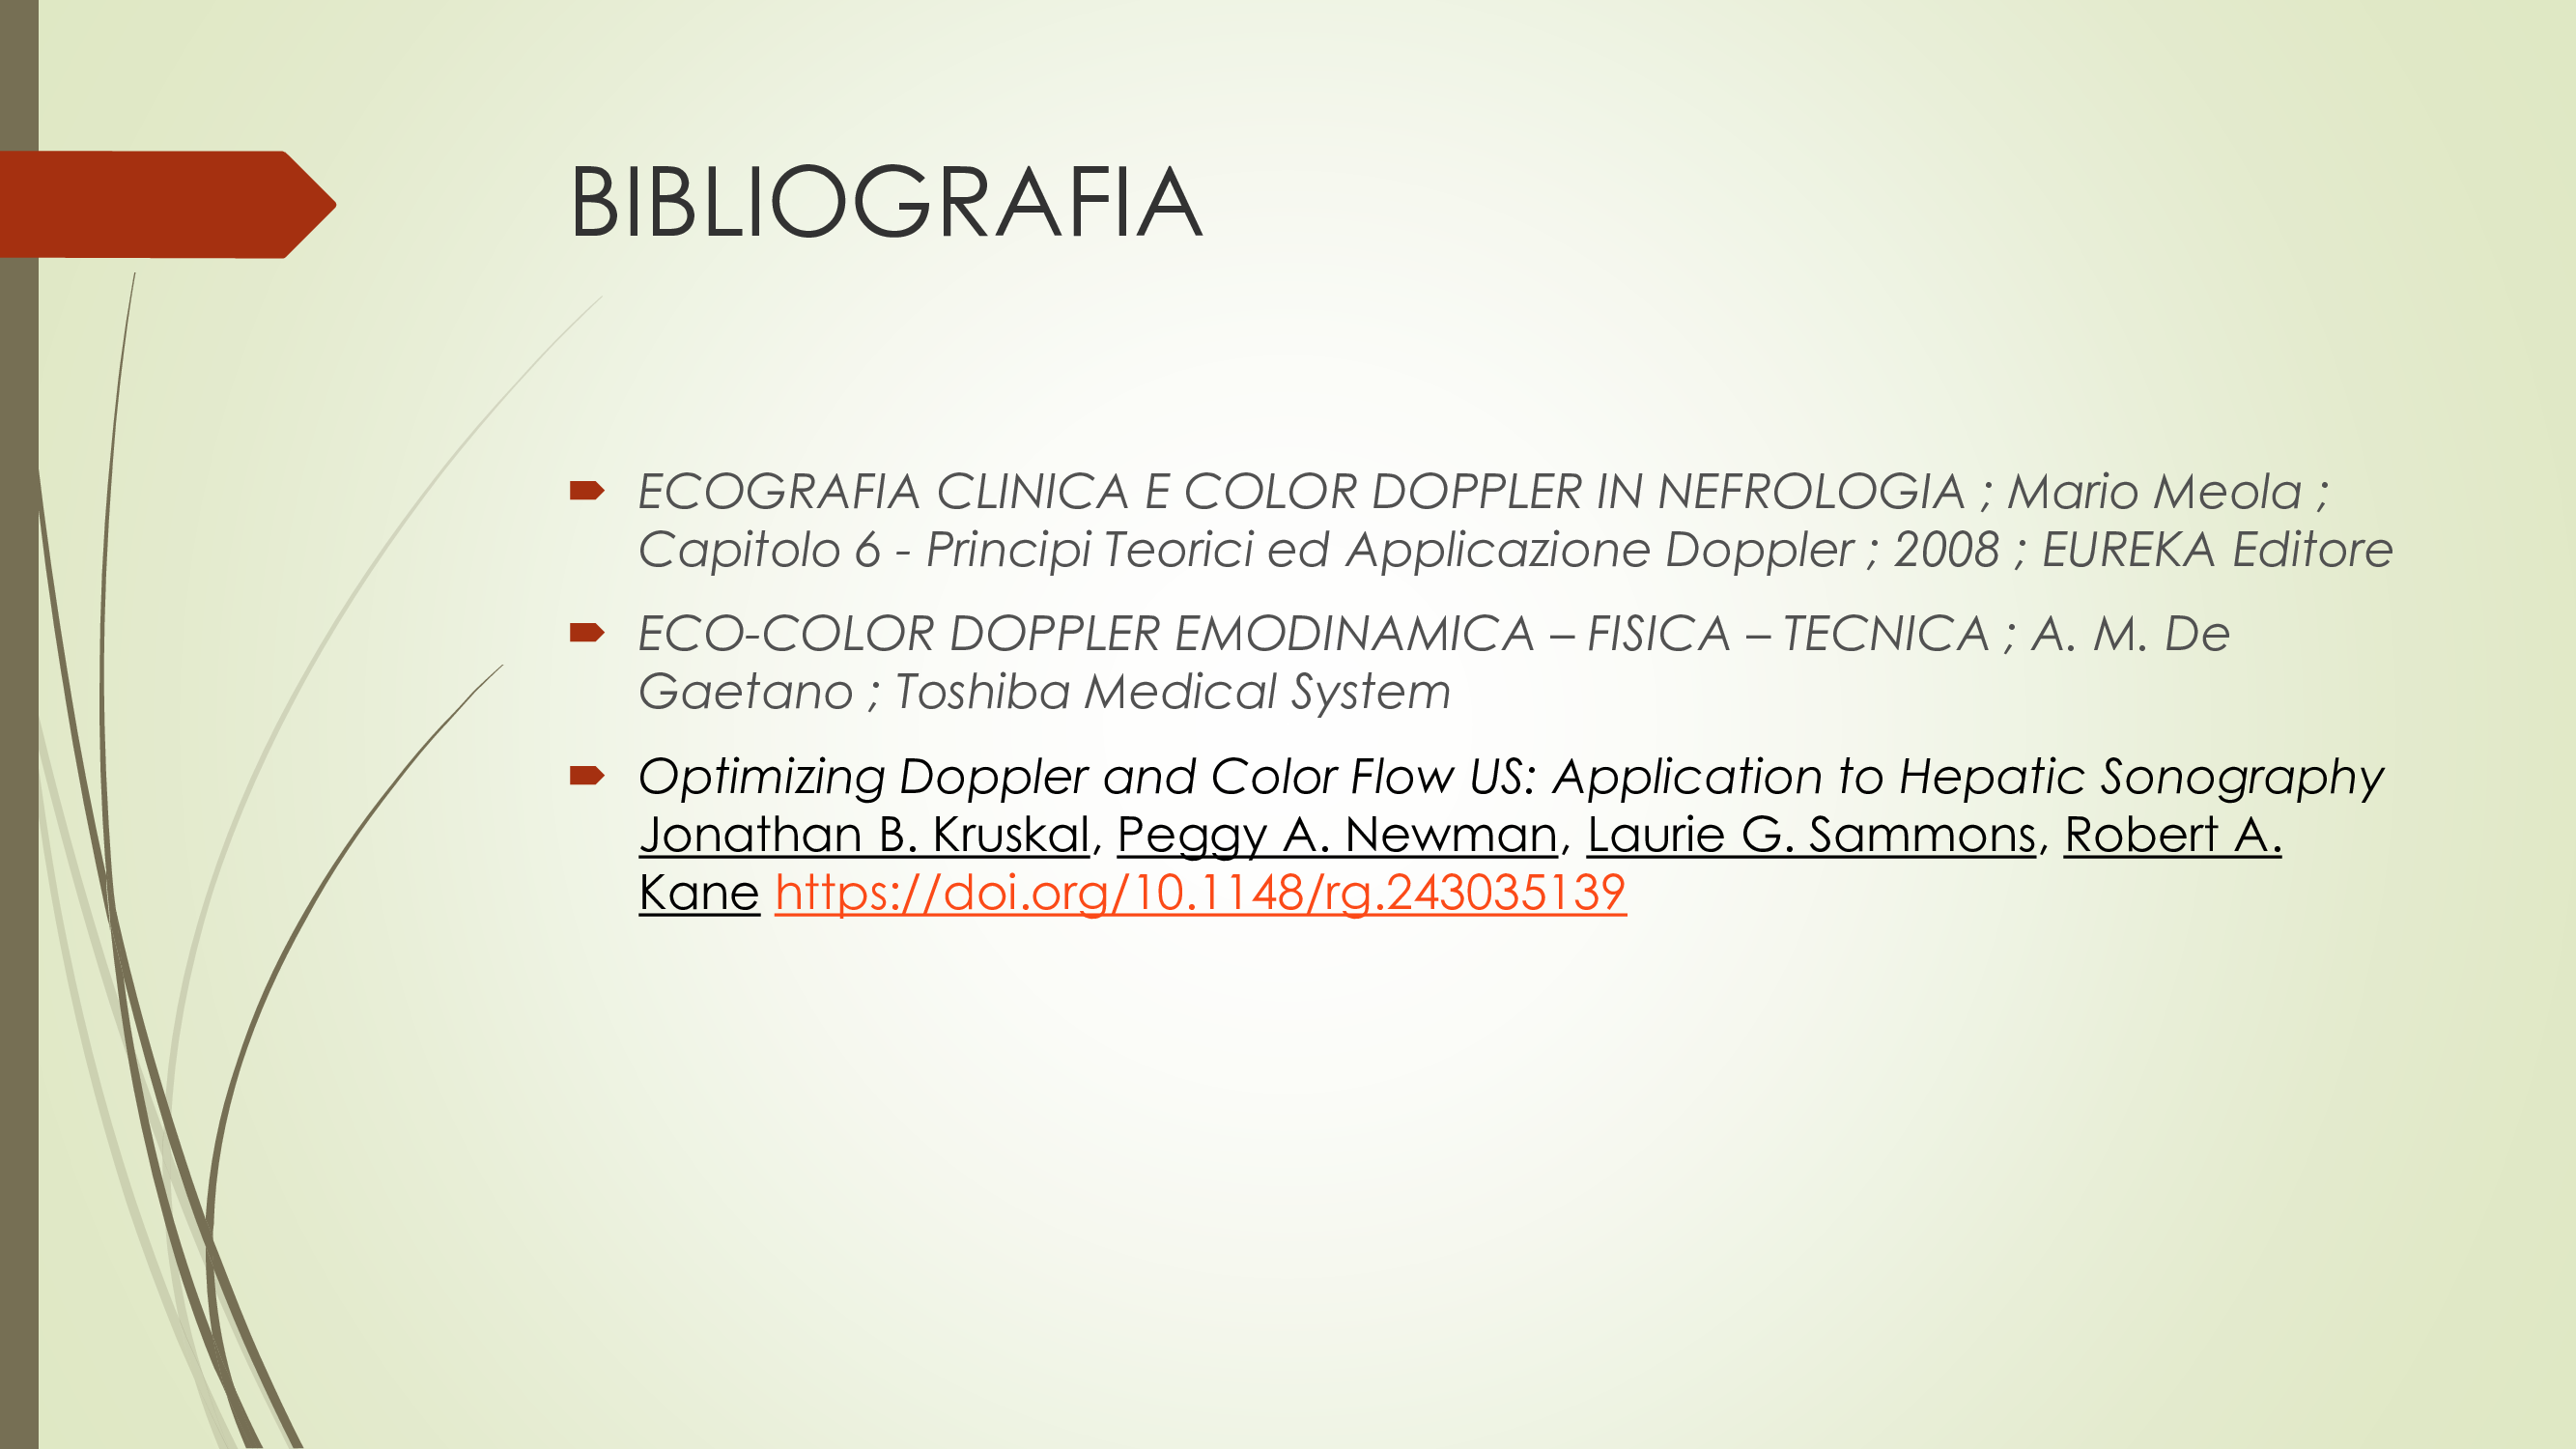 BIBLIOGRAFIA
ECOGRAFIA CLINICA E COLOR DOPPLER IN NEFROLOGIA ; Mario Meola ;
Capitolo 6 - Principi Teorici ed Applicazione Doppler ; 2008 ; EUREKA Editore
ECO-COLOR DOPPLER EMODINAMICA – FISICA – TECNICA ; A. M. De
Gaetano ; Toshiba Medical System
Optimizing Doppler and Color Flow US: Application to Hepatic Sonography
Jonathan B. Kruskal, Peggy A. Newman, Laurie G. Sammons, Robert A.
Kane https://doi.org/10.1148/rg.243035139